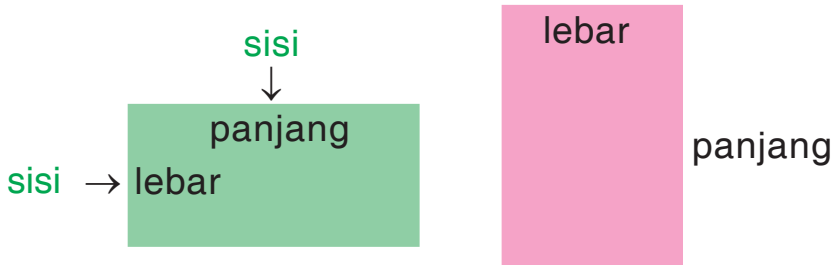 sisi
↓
panjang
sisi → lebar
lebar
panjang